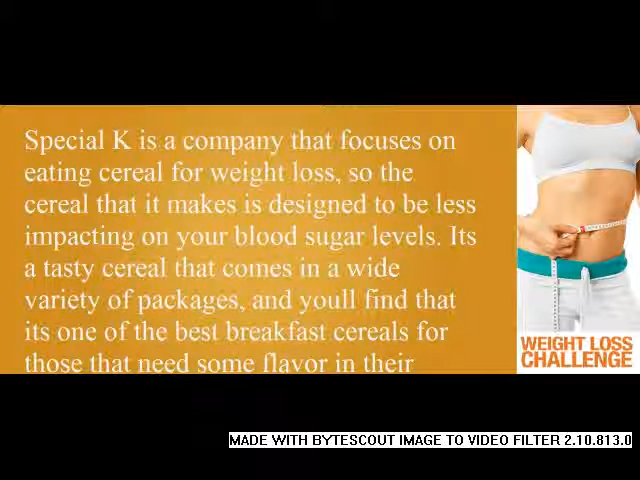 Special K is a company that focuses on
eating cereal for weight loss, so the
cereal that it makes is designed to be less
impacting on your blood sugar levels. Its
a tasty cereal that comes in a wide
variety of packages, and youll find that
its one of the best breakfast cereals for
those that need some flavor in their
WEIGHT LOSS
CHALLENGE
MADE WITH BYTESCOUT IMAGE TO VIDEO FILTER 2.10.813.0